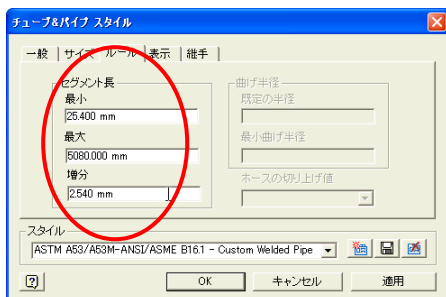 チューブ&パイプ スタイル
一般 | サイズ ルール 表示 | 継手 |
セグメント長
最小
25.400 mm
最大
5080.000 mm
増分
2.540 mm
曲げ半径
既定の半径
最小曲げ半径
ホースの切り上げ値
スタイル
ASTM A53/A53M-ANSI/ASME B16.1 - Custom Welded Pipe
OK キャンセル 適用